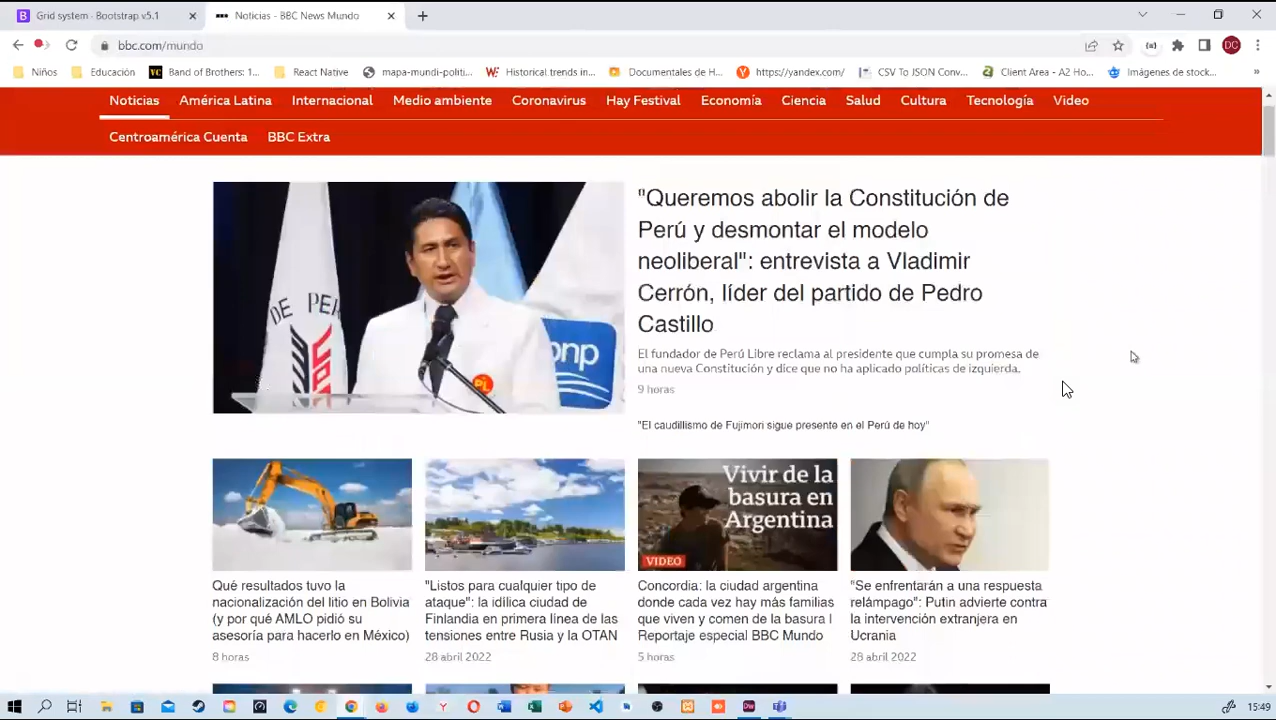 Grid system - Bootstrap v5.1
Noticias - BBC News Mundo
bbc.com/mundo
DC
Niños
Educación
Band of Brothers: 1...
React Native
mapa-mundi-politi...
Historical trends in...
Documentales de H...
https://yandex.com/
CSV To JSON Conv...
Client Area - A2 Ho...
Imágenes de stock...
»
Noticias
América Latina
Internacional
Medio ambiente
Coronavirus
Hay Festival
Economía
Ciencia
Salud
Cultura
Tecnología
Video
Centroamérica Cuenta
BBC Extra
DE PER
onp
PL
"Queremos abolir la Constitución de
Perú y desmontar el modelo
neoliberal": entrevista a Vladimir
Cerrón, líder del partido de Pedro
Castillo
El fundador de Perú Libre reclama al presidente que cumpla su promesa de
una nueva Constitución y dice que no ha aplicado políticas de izquierda.
9 horas
"El caudillismo de Fujimori sigue presente en el Perú de hoy"
Vivir de la
basura en
Argentina
VIDEO
Qué resultados tuvo la
nacionalización del litio en Bolivia
(y por qué AMLO pidió su
asesoría para hacerlo en México)
8 horas
"Listos para cualquier tipo de
ataque": la idílica ciudad de
Finlandia en primera línea de las
tensiones entre Rusia y la OTAN
28 abril 2022
Concordia: la ciudad argentina
donde cada vez hay más familias
que viven y comen de la basura I
Reportaje especial BBC Mundo
5 horas
"Se enfrentarán a una respuesta
relámpago": Putin advierte contra
la intervención extranjera en
Ucrania
28 abril 2022
15:49